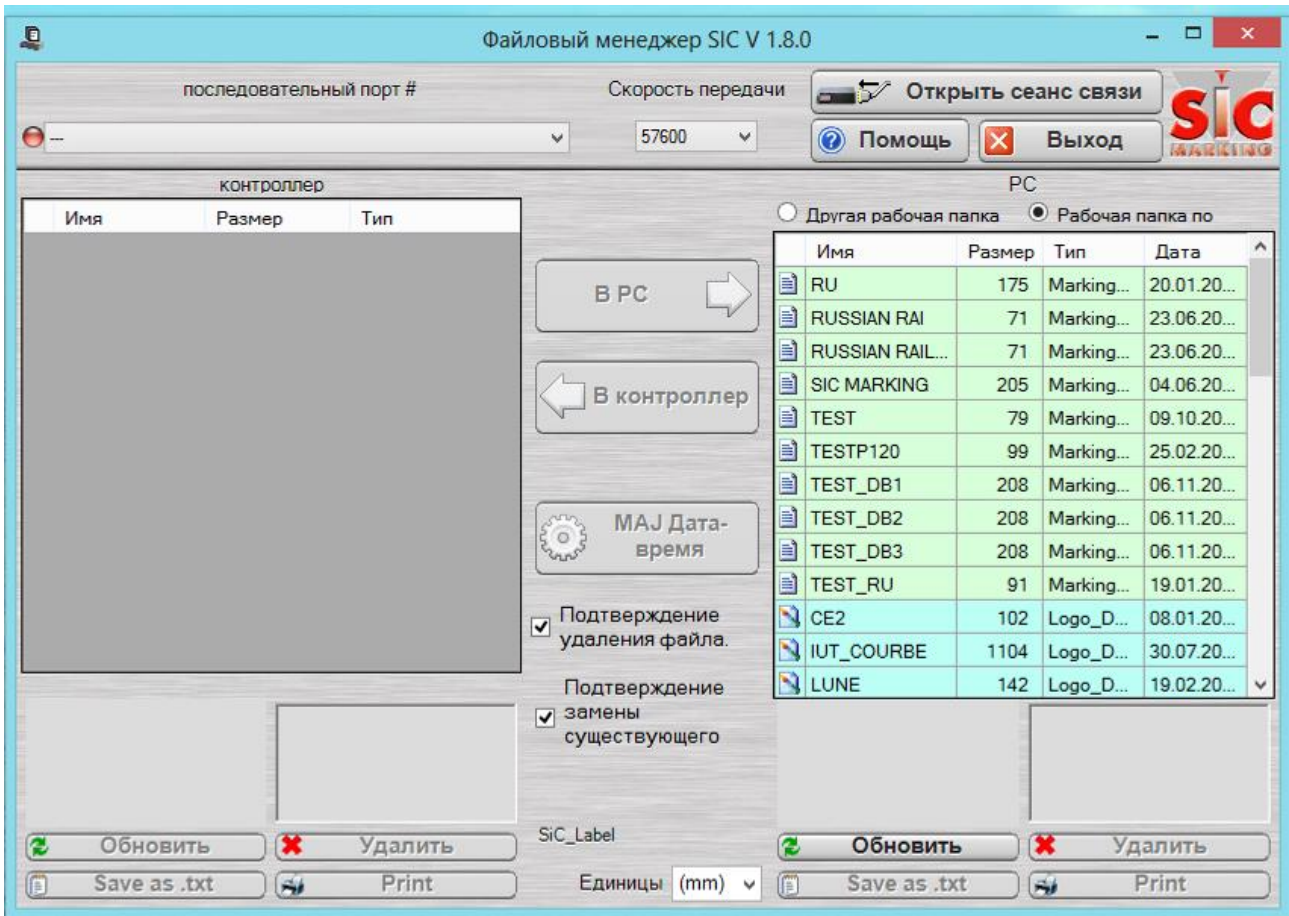 Файловый менеджер SIC V 1.8.0
последовательный порт #
Скорость передачи
Открыть сеанс связи
---
57600
Помощь
Выход
SIC
MARKING
контроллер
Имя Размер Тип
В PC
В контроллер
MAJ Дата-
время
Подтверждение
удаления файла.
Подтверждение
замены
существующего
SiC_Label
Единицы (mm)
Обновить Удалить
Save as .txt Print
PC
Другая рабочая папка Рабочая папка по
Имя Размер Тип Дата
RU 175 Marking... 20.01.20...
RUSSIAN RAI 71 Marking... 23.06.20...
RUSSIAN RAIL... 71 Marking... 23.06.20...
SIC MARKING 205 Marking... 04.06.20...
TEST 79 Marking... 09.10.20...
TESTP120 99 Marking... 25.02.20...
TEST_DB1 208 Marking... 06.11.20...
TEST_DB2 208 Marking... 06.11.20...
TEST_DB3 208 Marking... 06.11.20...
TEST_RU 91 Marking... 19.01.20...
CE2 102 Logo_D... 08.01.20...
IUT_COURBE 1104 Logo_D... 30.07.20...
LUNE 142 Logo_D... 19.02.20...
Обновить Удалить
Save as .txt Print